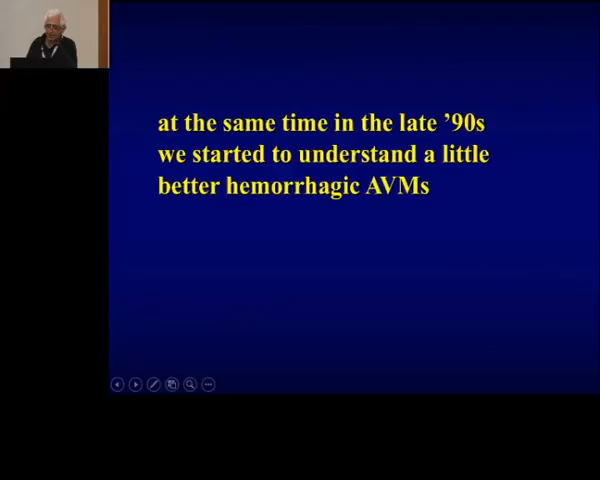 at the same time in the late ’90s
we started to understand a little
better hemorrhagic AVMs